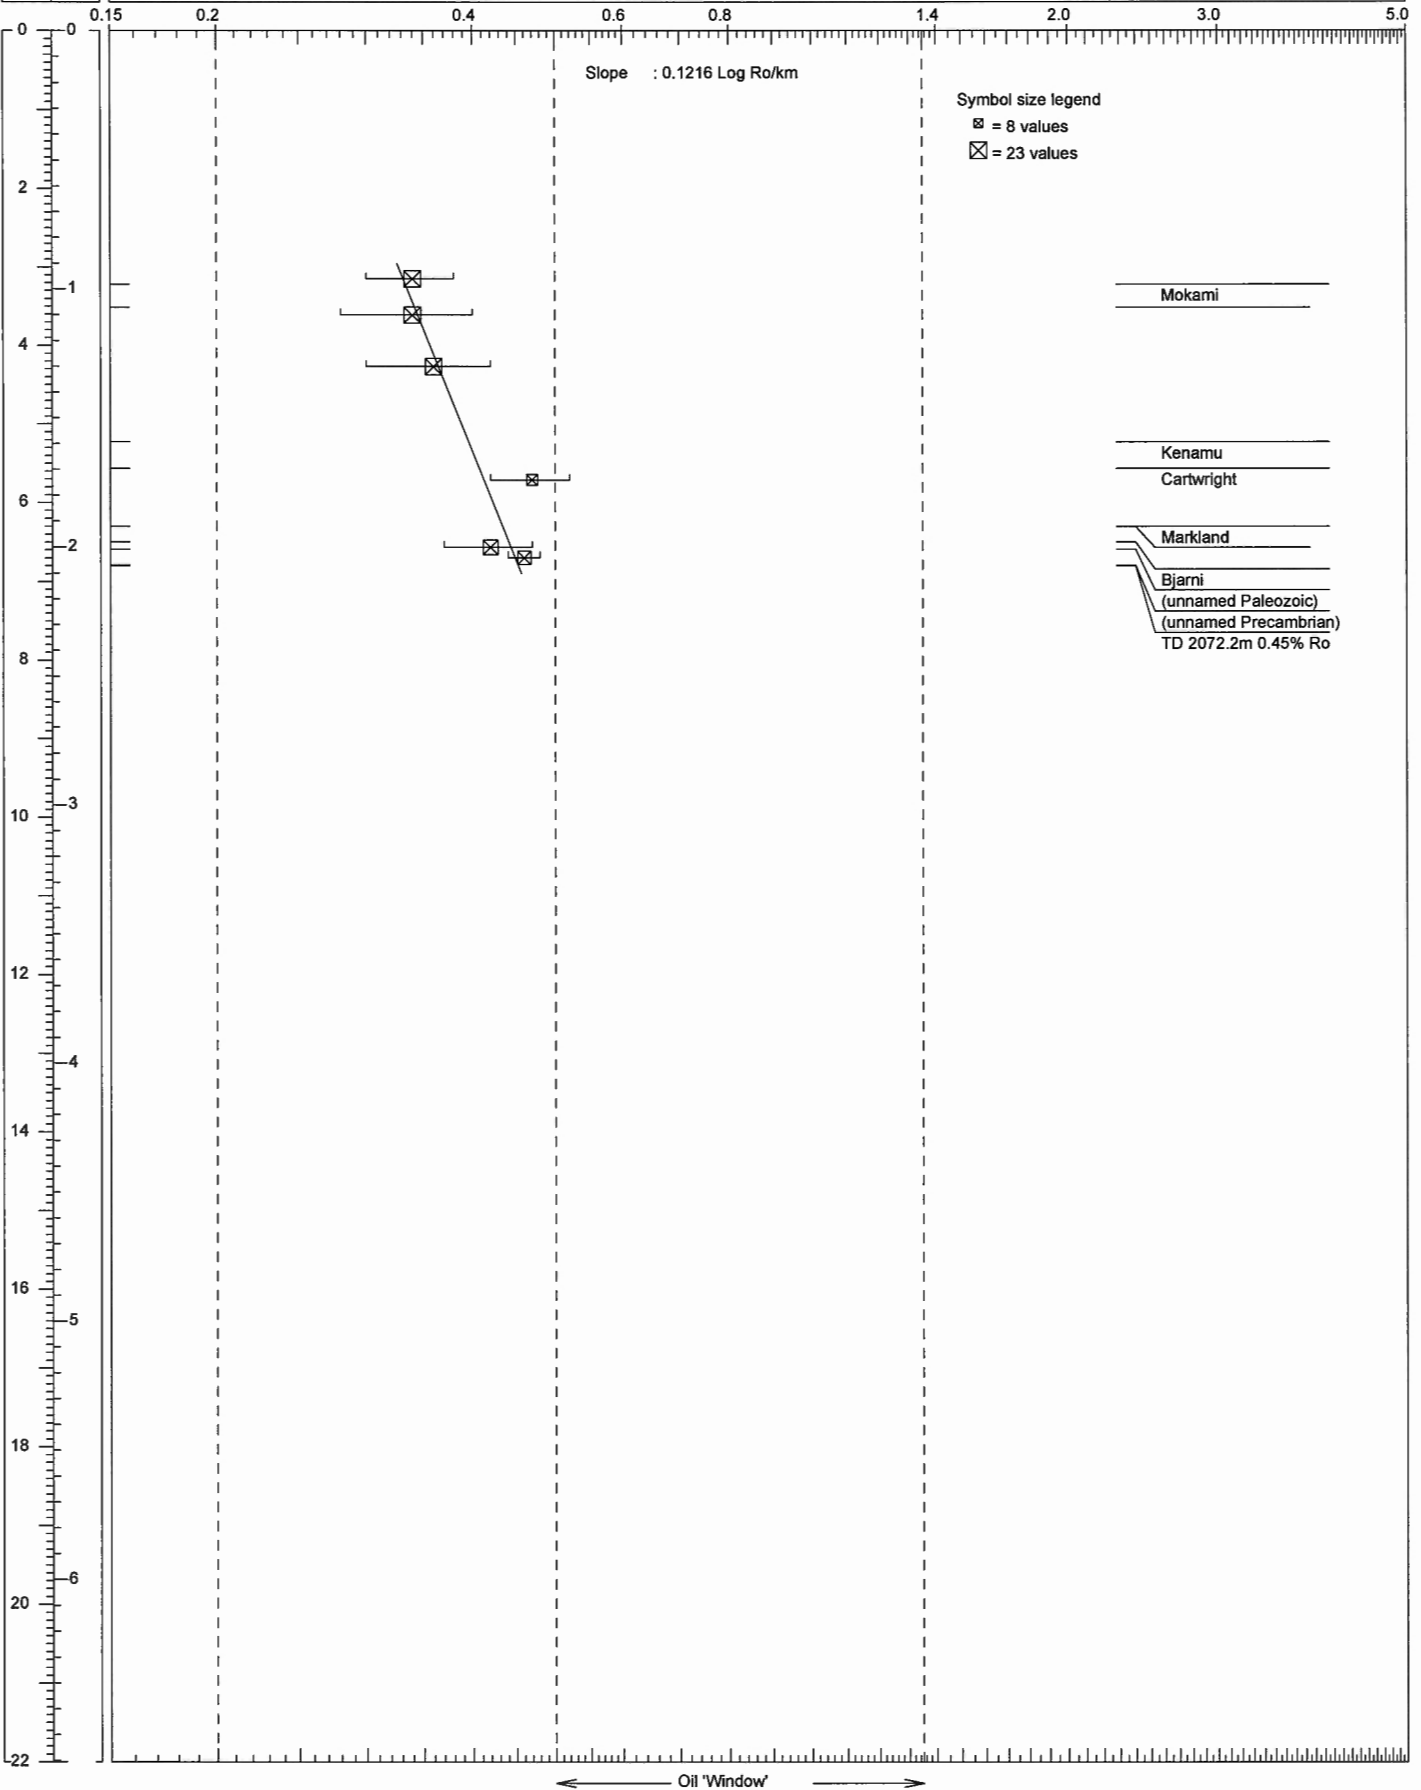 0.15 0.2 0.4 0.6 0.8 1.4 2.0 3.0 5.0
0 0
Slope : 0.1216 Log Ro/km
Symbol size legend
= 8 values
= 23 values
2
1
Mokami
4
Kenamu
Cartwright
6
2
Markland
Bjarni
(unnamed Paleozoic)
(unnamed Precambrian)
TD 2072.2m 0.45% Ro
8
3
10
12
4
14
16
5
18
6
20
22
Oil 'Window'